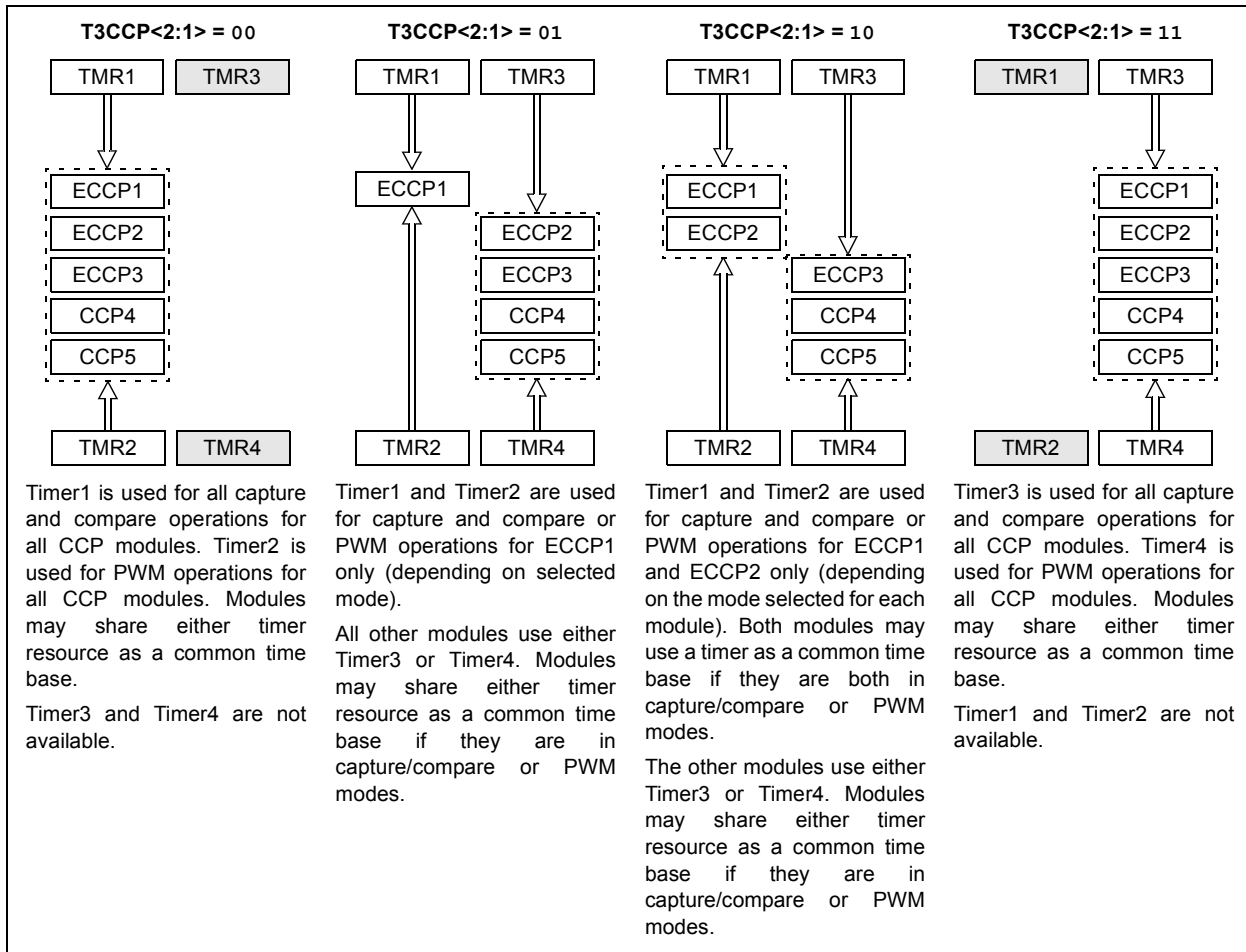 T3CCP<2:1> = 00
TMR1
TMR3
ECCP1
ECCP2
ECCP3
CCP4
CCP5
TMR2
TMR4
Timer1 is used for all capture
and compare operations for
all CCP modules. Timer2 is
used for PWM operations for
all CCP modules. Modules
may share either timer
resource as a common time
base.
Timer3 and Timer4 are not
available.
T3CCP<2:1> = 01
TMR1
TMR3
ECCP1
ECCP2
ECCP3
CCP4
CCP5
TMR2
TMR4
Timer1 and Timer2 are used
for capture and compare or
PWM operations for ECCP1
only (depending on selected
mode).
All other modules use either
Timer3 or Timer4. Modules
may share either timer
resource as a common time
base if they are in
capture/compare or PWM
modes.
T3CCP<2:1> = 10
TMR1
TMR3
ECCP1
ECCP2
ECCP3
CCP4
CCP5
TMR2
TMR4
Timer1 and Timer2 are used
for capture and compare or
PWM operations for ECCP1
and ECCP2 only (depending
on the mode selected for each
module). Both modules may
use a timer as a common time
base if they are both in
capture/compare or PWM
modes.
The other modules use either
Timer3 or Timer4. Modules
may share either timer
resource as a common time
base if they are in
capture/compare or PWM
modes.
T3CCP<2:1> = 11
TMR1
TMR3
ECCP1
ECCP2
ECCP3
CCP4
CCP5
TMR2
TMR4
Timer3 is used for all capture
and compare operations for
all CCP modules. Timer4 is
used for PWM operations for
all CCP modules. Modules
may share either timer
resource as a common time
base.
Timer1 and Timer2 are not
available.